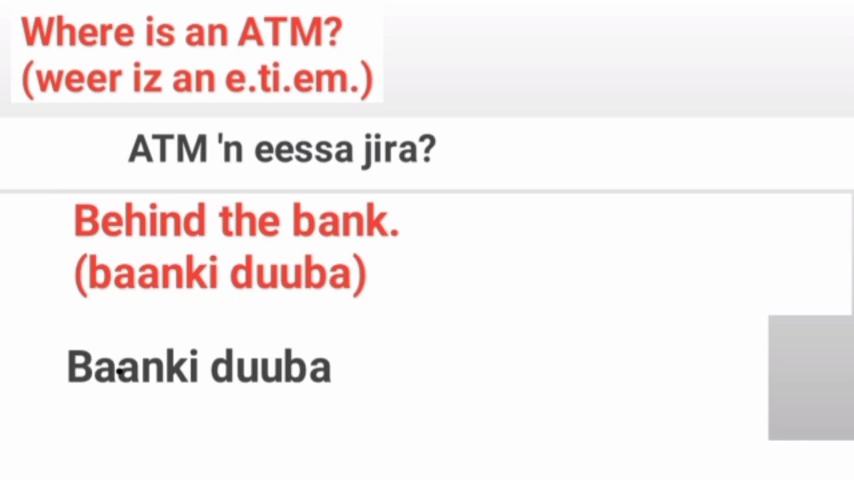 Where is an ATM?
(weer iz an e.ti.em.)
ATM 'n eessa jira?
Behind the bank.
(baanki duuba)
Baanki duuba